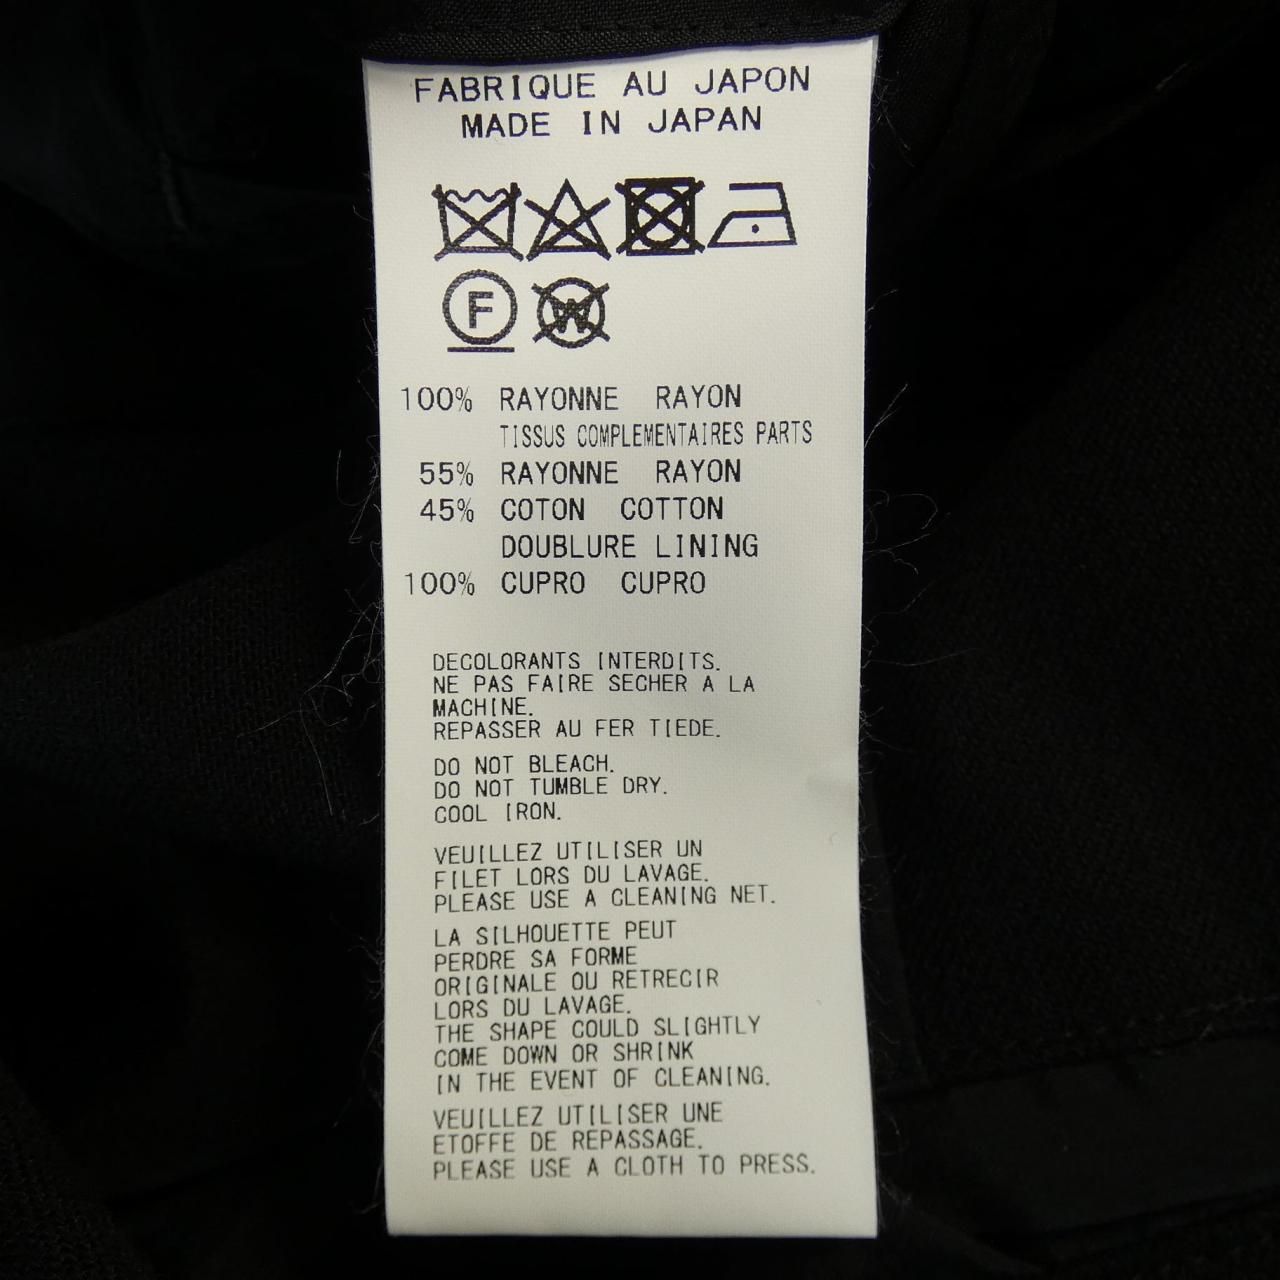 FABRIQUE AU JAPON
MADE IN JAPAN
F W
100% RAYONNE RAYON
TISSUS COMPLEMENTAIRES PARTS
55% RAYONNE RAYON
45% COTON COTTON
DOUBLURE LINING
100% CUPRO CUPRO
DECOLORANTS INTERDITS.
NE PAS FAIRE SECHER A LA
MACHINE.
REPASSER AU FER TIEDE.
DO NOT BLEACH.
DO NOT TUMBLE DRY.
COOL IRON.
VEUILLEZ UTILISER UN
FILET LORS DU LAVAGE.
PLEASE USE A CLEANING NET.
LA SILHOUETTE PEUT
PERDRE SA FORME
ORIGINALE OU RETRECIR
LORS DU LAVAGE.
THE SHAPE COULD SLIGHTLY
COME DOWN OR SHRINK
IN THE EVENT OF CLEANING.
VEUILLEZ UTILISER UNE
ETOFFE DE REPASSAGE.
PLEASE USE A CLOTH TO PRESS.